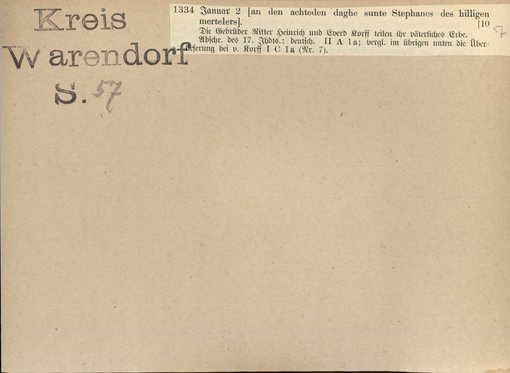 Kreis
Warendorf
S. 57
1334 Januar 2 [an den achteden daghe sunte Stephanes des hilligen
mertelers]. [10
57
Die Gebrüder Ritter Heinrich und Everd Korff teilen ihr väterliches Erbe.
Abschr. des 17. Jhdts.; deutsch. II A 1a; vergl. im übrigen unten die Über-
lieferung bei v. Korff I C 1a (Nr. 7).